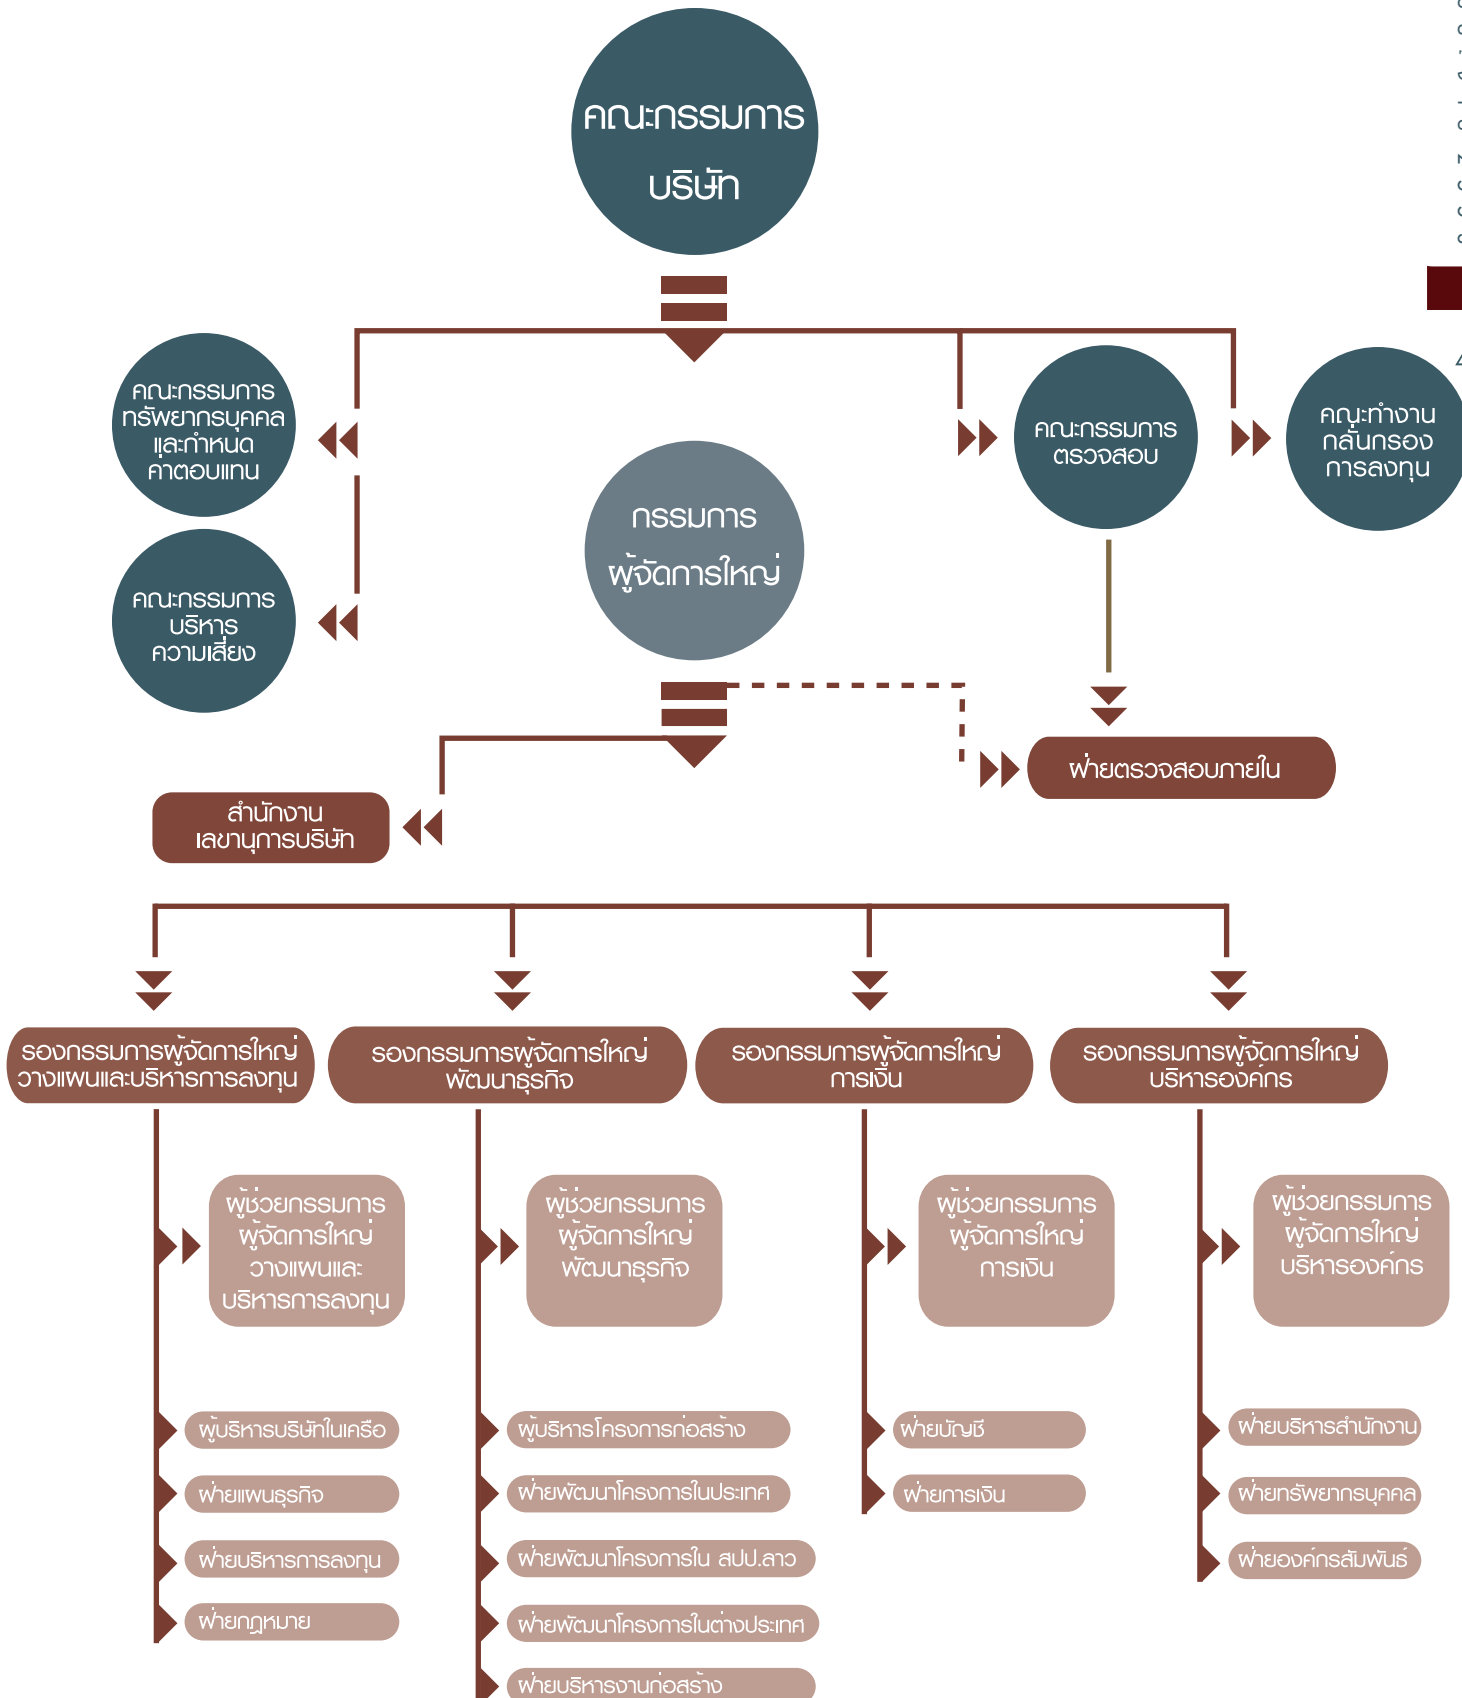 คณะกรรมการ
บริษัท
คณะกรรมการ
ทรัพยากรบุคคล
และกำหนด
ค่าตอบแทน
คณะกรรมการ
ตรวจสอบ
คณะทำงาน
กลั่นกรอง
การลงทุน
กรรมการ
ผู้จัดการใหญ่
คณะกรรมการ
บริหาร
ความเสี่ยง
ฝ่ายตรวจสอบภายใน
สำนักงาน
เลขานุการบริษัท
รองกรรมการผู้จัดการใหญ่
วางแผนและบริหารการลงทุน
รองกรรมการผู้จัดการใหญ่
พัฒนาธุรกิจ
รองกรรมการผู้จัดการใหญ่
การเงิน
รองกรรมการผู้จัดการใหญ่
บริหารองค์กร
ผู้ช่วยกรรมการ
ผู้จัดการใหญ่
วางแผนและ
บริหารการลงทุน
ผู้ช่วยกรรมการ
ผู้จัดการใหญ่
พัฒนาธุรกิจ
ผู้ช่วยกรรมการ
ผู้จัดการใหญ่
การเงิน
ผู้ช่วยกรรมการ
ผู้จัดการใหญ่
บริหารองค์กร
ผู้บริหารบริษัทในเครือ
ฝ่ายแผนธุรกิจ
ฝ่ายบริหารการลงทุน
ฝ่ายกฎหมาย
ผู้บริหารโครงการก่อสร้าง
ฝ่ายพัฒนาโครงการในประเทศ
ฝ่ายพัฒนาโครงการใน สปป.ลาว
ฝ่ายพัฒนาโครงการในต่างประเทศ
ฝ่ายบริหารงานก่อสร้าง
ฝ่ายบัญชี
ฝ่ายการเงิน
ฝ่ายบริหารสำนักงาน
ฝ่ายทรัพยากรบุคคล
ฝ่ายองค์กรสัมพันธ์